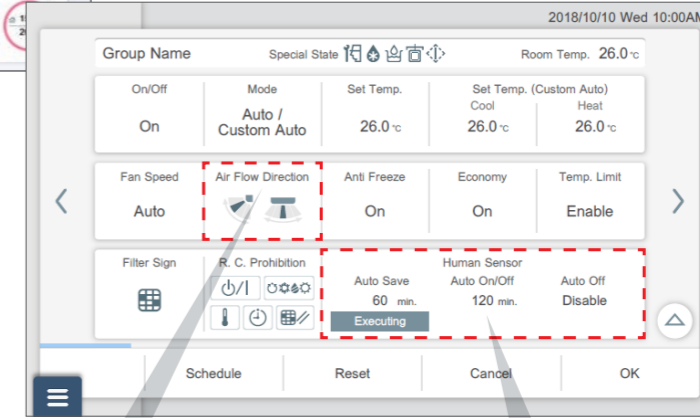 2018/10/10 Wed 10:00AM
Group Name
Special State
Room Temp. 26.0 °C
On/Off
Mode
Set Temp.
Set Temp. (Custom Auto)
Cool
Heat
On
Auto /
Custom Auto
26.0 °C
26.0 °C
26.0 °C
Fan Speed
Air Flow Direction
Anti Freeze
Economy
Temp. Limit
Auto
On
On
Enable
Filter Sign
R. C. Prohibition
Human Sensor
Auto Save
Auto On/Off
Auto Off
60 min.
120 min.
Disable
Executing
Schedule
Reset
Cancel
OK